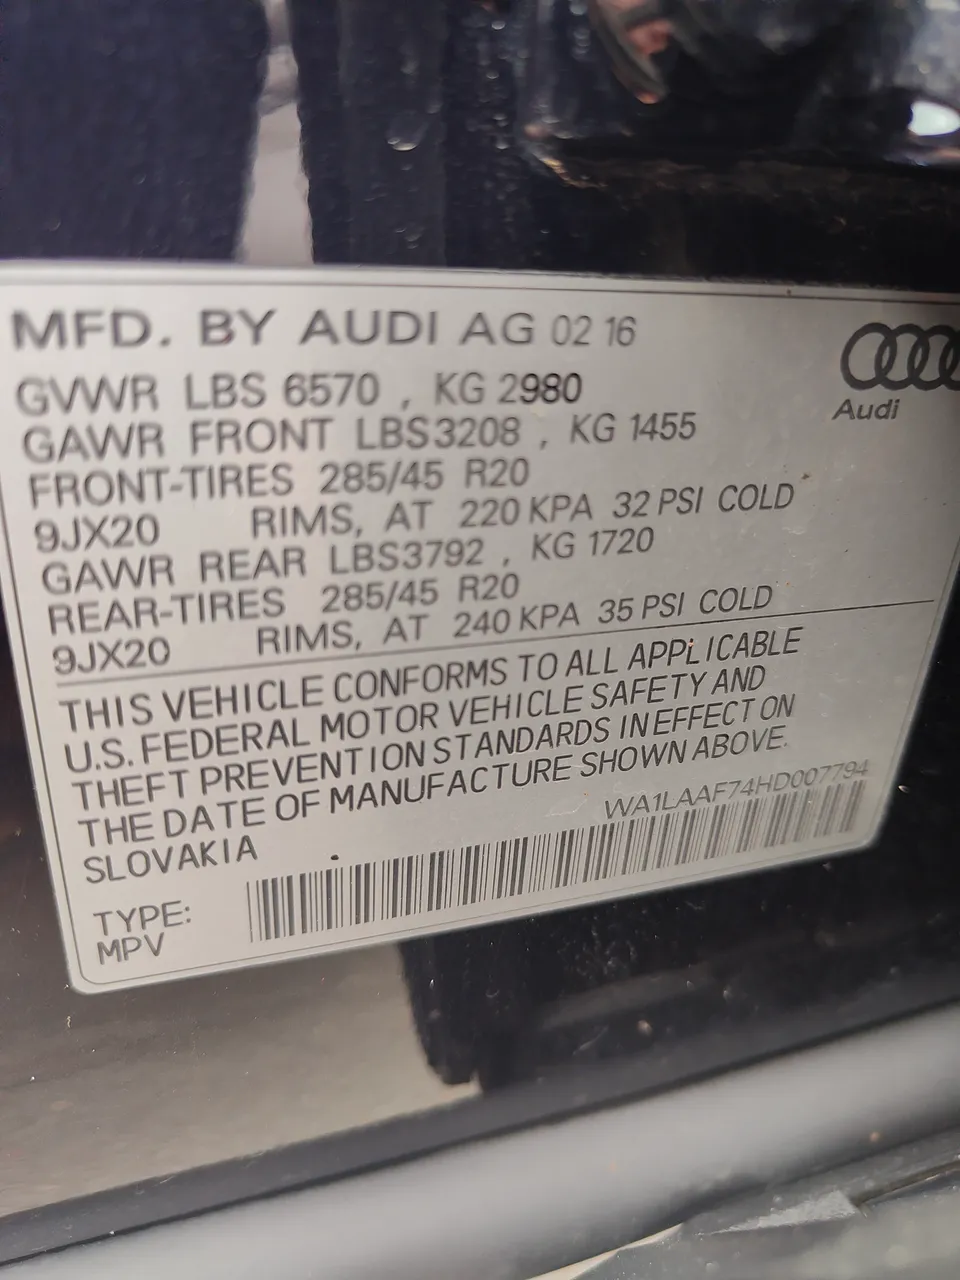 MFD. BY AUDI AG 02 16
Audi
GVWR LBS 6570 , KG 2980
GAWR FRONT LBS3208 , KG 1455
FRONT-TIRES 285/45 R20
9JX20 RIMS, AT 220 KPA 32 PSI COLD
GAWR REAR LBS3792 , KG 1720
REAR-TIRES 285/45 R20
9JX20 RIMS, AT 240 KPA 35 PSI COLD
THIS VEHICLE CONFORMS TO ALL APPLICABLE
U.S. FEDERAL MOTOR VEHICLE SAFETY AND
THEFT PREVENTION STANDARDS IN EFFECT ON
THE DATE OF MANUFACTURE SHOWN ABOVE.
SLOVAKIA
WA1LAAF74HD007794
TYPE:
MPV